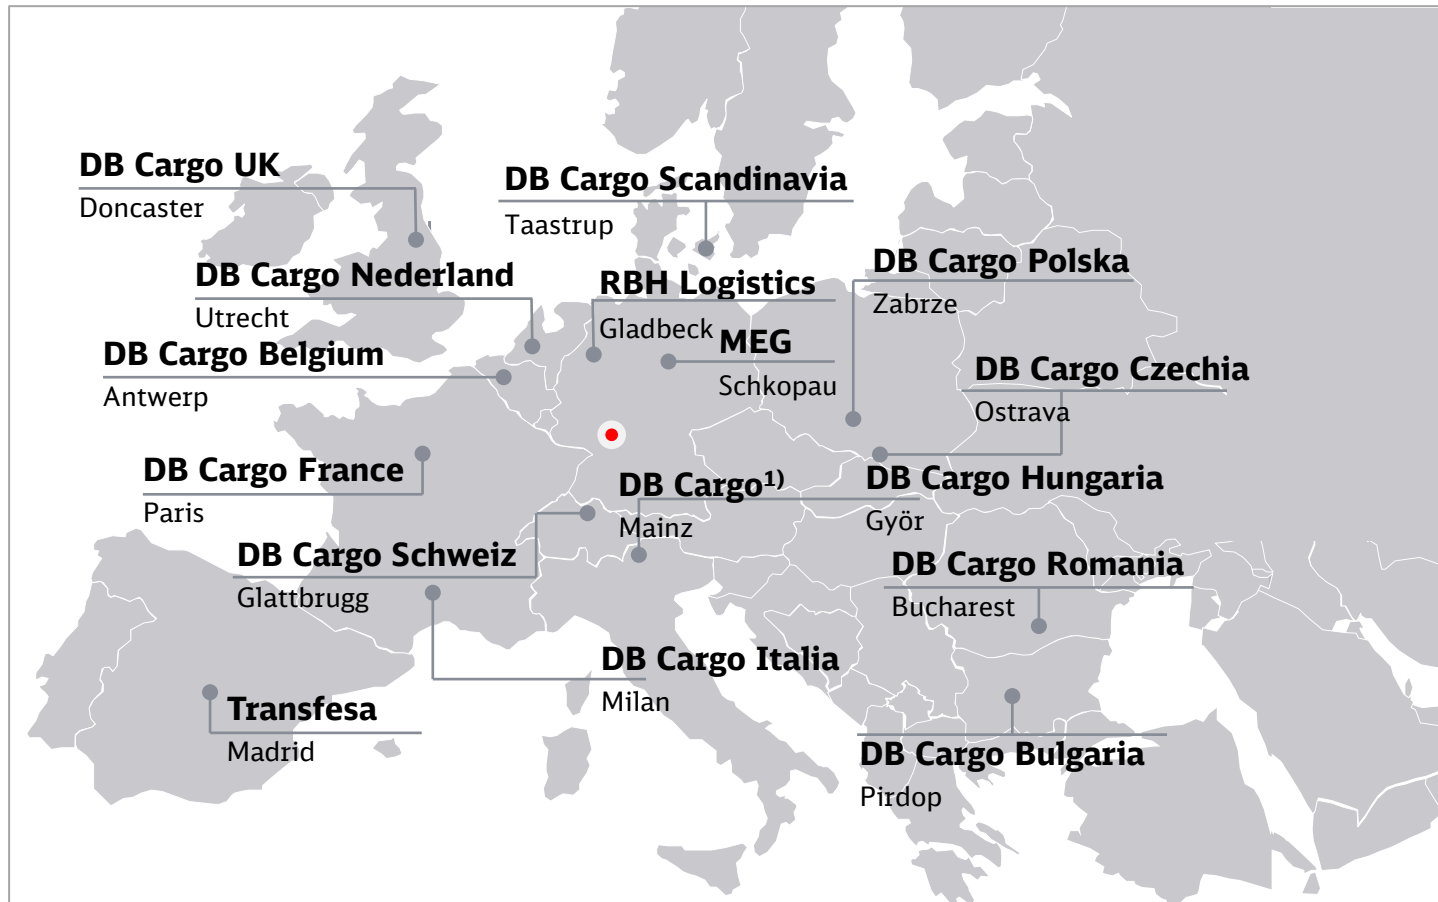 DB Cargo UK
Doncaster
DB Cargo Scandinavia
Taastrup
DB Cargo Nederland
Utrecht
RBH Logistics
Gladbeck
DB Cargo Polska
Zabrze
MEG
Schkopau
DB Cargo Belgium
Antwerp
DB Cargo Czechia
Ostrava
DB Cargo France
Paris
DB Cargo¹⁾
Mainz
DB Cargo Hungaria
Györ
DB Cargo Schweiz
Glattbrugg
DB Cargo Romania
Bucharest
DB Cargo Italia
Milan
Transfesa
Madrid
DB Cargo Bulgaria
Pirdop